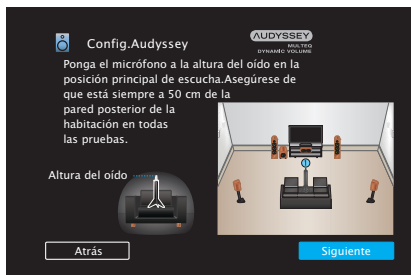 Config.Audyssey
AUDYSSEY
MULTEQ
DYNAMIC VOLUME
Ponga el micrófono a la altura del oído en la
posición principal de escucha.Asegúrese de
que está siempre a 50 cm de la
pared posterior de la
habitación en todas
las pruebas.
Altura del oído
Atrás
Siguiente